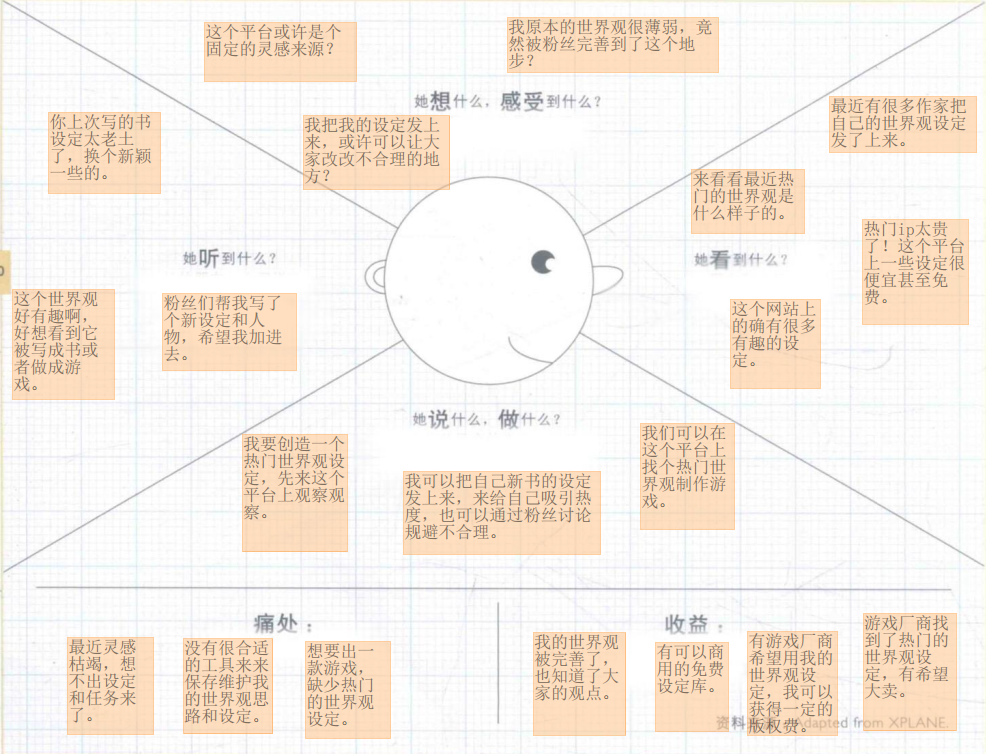 这个平台或许是个
固定的灵感来源？
我原本的世界观很薄弱，竟
然被粉丝完善到了这个地
步？
她想什么，感受到什么？
我把我的设定发上
来，或许可以让大
家改改不合理的地
方？
你上次写的书
设定太老土
了，换个新颖
一些的。
她听到什么？
这个世界观
好有趣啊，
好想看到它
被写成书或
者做成游
戏。
粉丝们帮我写了
个新设定和人
物，希望我加进
去。
最近有很多作家把
自己的世界观设定
发了上来。
来看看最近热
门的世界观是
什么样子的。
她看到什么？
热门ip太贵
了！这个平台
上一些设定很
便宜甚至免
费。
这个网站上
的确有很多
有趣的设
定。
她说什么，做什么？
我要创造一个
热门世界观设
定，先来这个
平台上观察观
察。
我可以把自己新书的设定
发上来，来给自己吸引热
度，也可以通过粉丝讨论
规避不合理。
我们可以在
这个平台上
找个热门世
界观制作游
戏。
痛处：
最近灵感
枯竭，想
不出设定
和任务来
了。
没有很合适
的工具来来
保存维护我
的世界观思
路和设定。
想要出一
款游戏，
缺少热门
的世界观
设定。
收益：
我的世界观
被完善了，
也知道了大
家的观点。
有可以商
用的免费
设定库。
有游戏厂商
希望用我的
世界观设
定，我可以
获得一定的
版权费。
游戏厂商找
到了热门的
世界观设
定，有希望
大卖。
资料 Adapted from XPLANE.